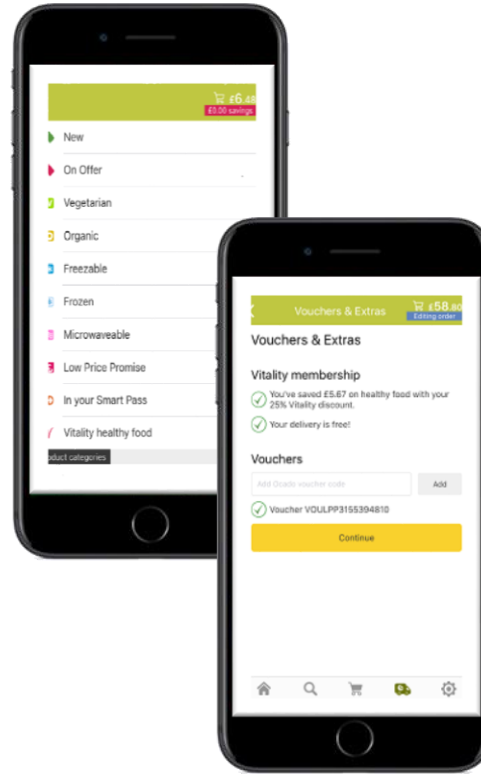 £6.48
£0.00 savings
New
On Offer
Vegetarian
Organic
Freezable
Frozen
Microwaveable
Low Price Promise
In your Smart Pass
Vitality healthy food
oduct categories
Vouchers & Extras
£58.80
Editing order
Vouchers & Extras
Vitality membership
You've saved £5.67 on healthy food with your
25% Vitality discount.
Your delivery is free!
Vouchers
Add Ocado voucher code
Add
Voucher VOULPP3155394810
Continue